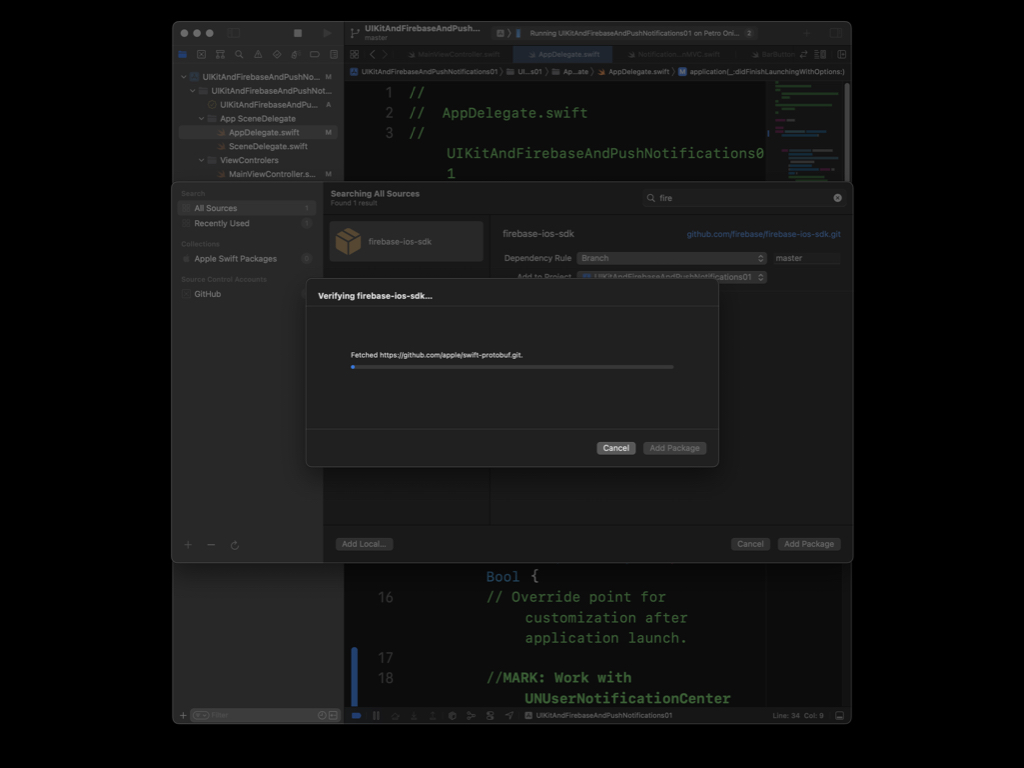 UIKitAndFirebaseAndPush...
master
Running UIKitAndFirebaseAndPushNotifications01 on Petro Oni... 2
MainViewController.swift
AppDelegate.swift
Notification...rMVC.swift
SetButton
UIKitAndFirebaseAndPushNotifications01 〉 UI...s01 〉 Ap...ate 〉 AppDelegate.swift 〉 M application(_:didFinishLaunchingWithOptions:)
UIKitAndFirebaseAndPushNo... M
UIKitAndFirebaseAndPushNot...
UIKitAndFirebaseAndPu... A
App SceneDelegate
AppDelegate.swift M
SceneDelegate.swift
ViewControlers
MainViewController.s... M
1 //
2 // AppDelegate.swift
3 //
UIKitAndFirebaseAndPushNotifications0
1
Search
All Sources 1
Recently Used 1
Collections
Apple Swift Packages
Source Control Accounts
GitHub
Searching All Sources
Found 1 result
fire
firebase-ios-sdk
firebase-ios-sdk
github.com/firebase/firebase-ios-sdk.git
Dependency Rule Branch master
Add to Project UIKitAndFirebaseAndPushNotifications01
Verifying firebase-ios-sdk...
Fetched https://github.com/apple/swift-protobuf.git.
Cancel Add Package
Add Local...
Cancel Add Package
Bool {
16 // Override point for
customization after
application launch.
17
18 //MARK: Work with
UNUserNotificationCenter
Filter
UIKitAndFirebaseAndPushNotifications01
Line: 34 Col: 9